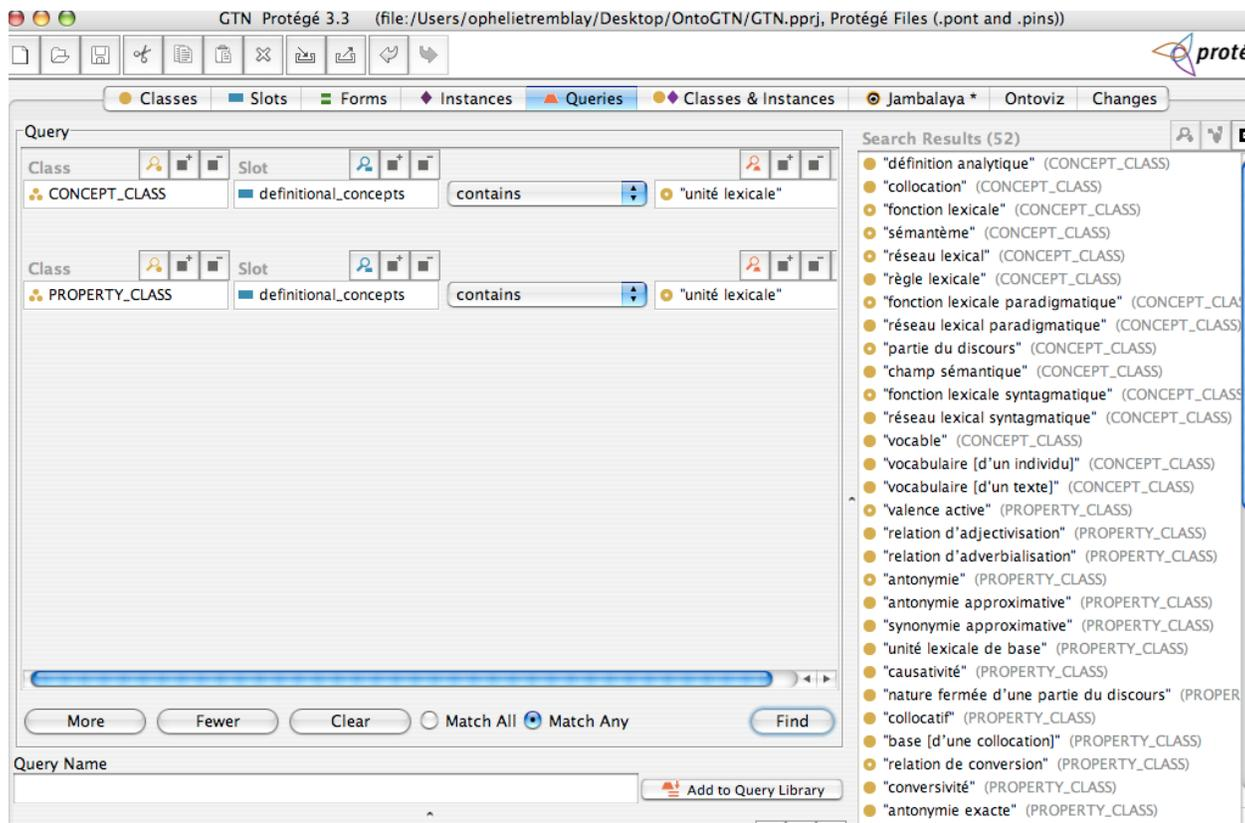 GTN Protégé 3.3 (file:/Users/ophelietremblay/Desktop/OntoGTN/GTN.pprj, Protégé Files (.pont and .pins))
proté
Classes Slots Forms Instances Queries Classes & Instances Jambalaya * Ontoviz Changes
Query
Class Slot
CONCEPT_CLASS definitional_concepts contains "unité lexicale"
Class Slot
PROPERTY_CLASS definitional_concepts contains "unité lexicale"
More Fewer Clear Match All Match Any Find
Query Name
Add to Query Library
Search Results (52)
"définition analytique" (CONCEPT_CLASS)
"collocation" (CONCEPT_CLASS)
"fonction lexicale" (CONCEPT_CLASS)
"sémantème" (CONCEPT_CLASS)
"réseau lexical" (CONCEPT_CLASS)
"règle lexicale" (CONCEPT_CLASS)
"fonction lexicale paradigmatique" (CONCEPT_CLAS
"réseau lexical paradigmatique" (CONCEPT_CLASS)
"partie du discours" (CONCEPT_CLASS)
"champ sémantique" (CONCEPT_CLASS)
"fonction lexicale syntagmatique" (CONCEPT_CLASS
"réseau lexical syntagmatique" (CONCEPT_CLASS)
"vocable" (CONCEPT_CLASS)
"vocabulaire [d'un individu]" (CONCEPT_CLASS)
"vocabulaire [d'un texte]" (CONCEPT_CLASS)
"valence active" (PROPERTY_CLASS)
"relation d'adjectivisation" (PROPERTY_CLASS)
"relation d'adverbialisation" (PROPERTY_CLASS)
"antonymie" (PROPERTY_CLASS)
"antonymie approximative" (PROPERTY_CLASS)
"synonymie approximative" (PROPERTY_CLASS)
"unité lexicale de base" (PROPERTY_CLASS)
"causativité" (PROPERTY_CLASS)
"nature fermée d'une partie du discours" (PROPER
"collocatif" (PROPERTY_CLASS)
"base [d'une collocation]" (PROPERTY_CLASS)
"relation de conversion" (PROPERTY_CLASS)
"conversivité" (PROPERTY_CLASS)
"antonymie exacte" (PROPERTY_CLASS)